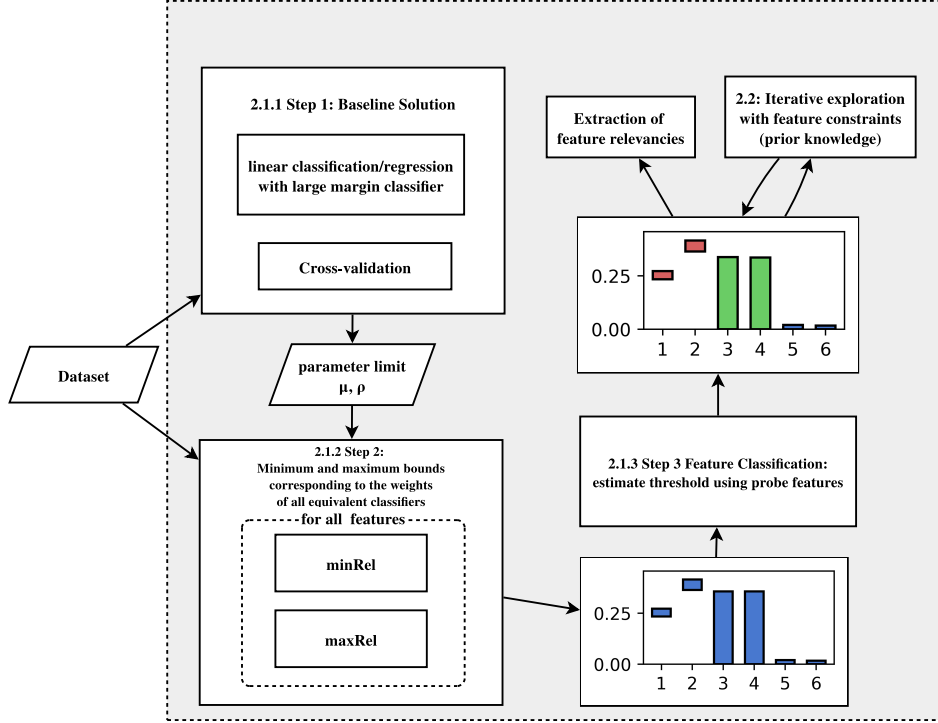 2.1.1 Step 1: Baseline Solution
linear classification/regression
with large margin classifier
Cross-validation
Dataset
parameter limit
μ, ρ
2.1.2 Step 2:
Minimum and maximum bounds
corresponding to the weights
of all equivalent classifiers
for all features
minRel
maxRel
Extraction of
feature relevancies
2.2: Iterative exploration
with feature constraints
(prior knowledge)
0.25
0.00
1 2 3 4 5 6
2.1.3 Step 3 Feature Classification:
estimate threshold using probe features
0.25
0.00
1 2 3 4 5 6